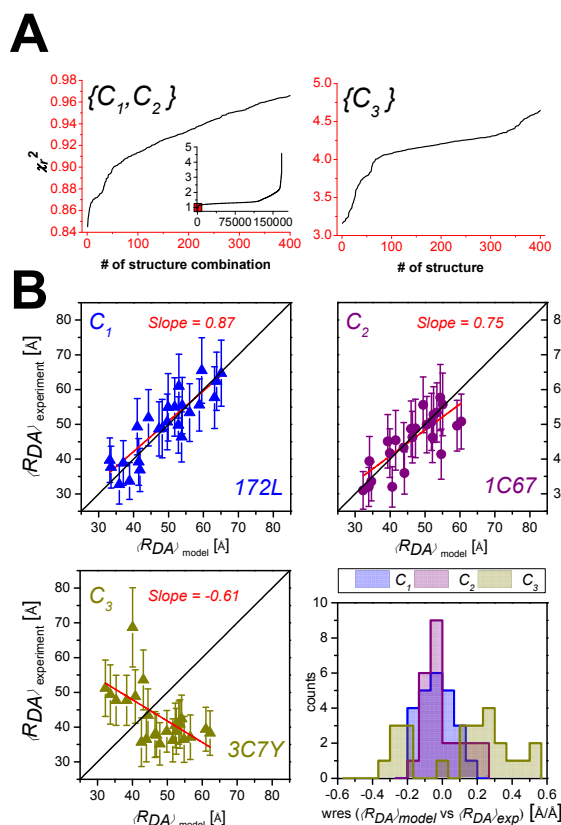 A
{C1,C2}
{C3}
χr2
0.98
0.96
0.94
0.92
0.90
0.88
0.86
0.84
5
4
3
2
1
0 75000 150000
0 100 200 300 400
# of structure combination
5.0
4.5
4.0
3.5
3.0
0 100 200 300 400
# of structure
B
C1
Slope = 0.87
172L
⟨RDA⟩ experiment [Å]
80
70
60
50
40
30
30 40 50 60 70 80
⟨RDA⟩ model [Å]
C2
Slope = 0.75
1C67
30 40 50 60 70 80
⟨RDA⟩ model [Å]
C3
Slope = -0.61
3C7Y
⟨RDA⟩ experiment [Å]
80
70
60
50
40
30
30 40 50 60 70 80
⟨RDA⟩ model [Å]
C1 C2 C3
counts
10
8
6
4
2
0
-0.6 -0.4 -0.2 0.0 0.2 0.4 0.6
wres (⟨RDA⟩model vs ⟨RDA⟩exp) [Å/Å]